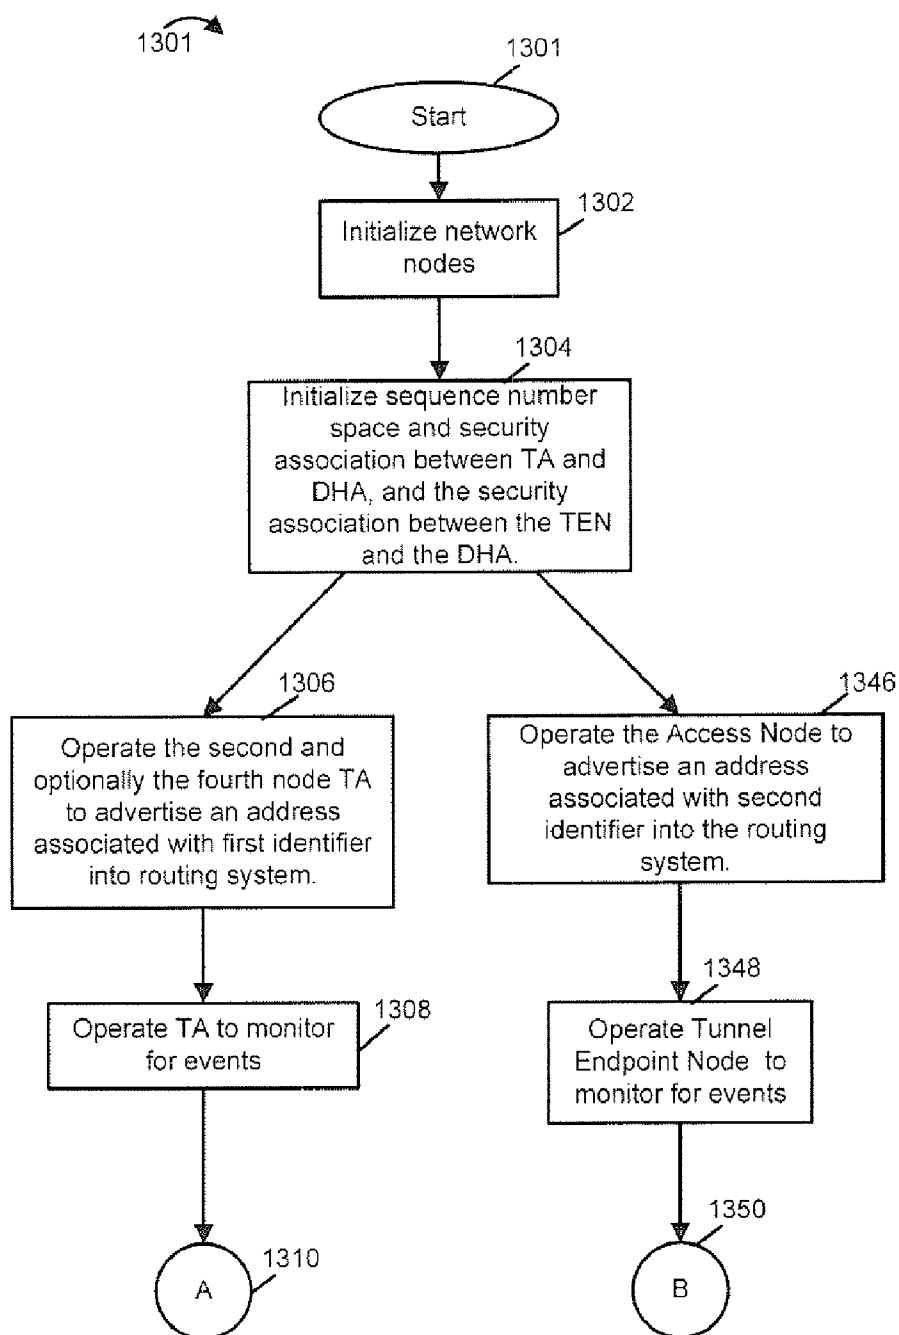 1301
1301
Start
1302
Initialize network
nodes
1304
Initialize sequence number
space and security
association between TA and
DHA, and the security
association between the TEN
and the DHA.
1306
Operate the second and
optionally the fourth node TA
to advertise an address
associated with first identifier
into routing system.
1346
Operate the Access Node to
advertise an address
associated with second
identifier into the routing
system.
1308
Operate TA to monitor
for events
1348
Operate Tunnel
Endpoint Node to
monitor for events
1310
A
1350
B